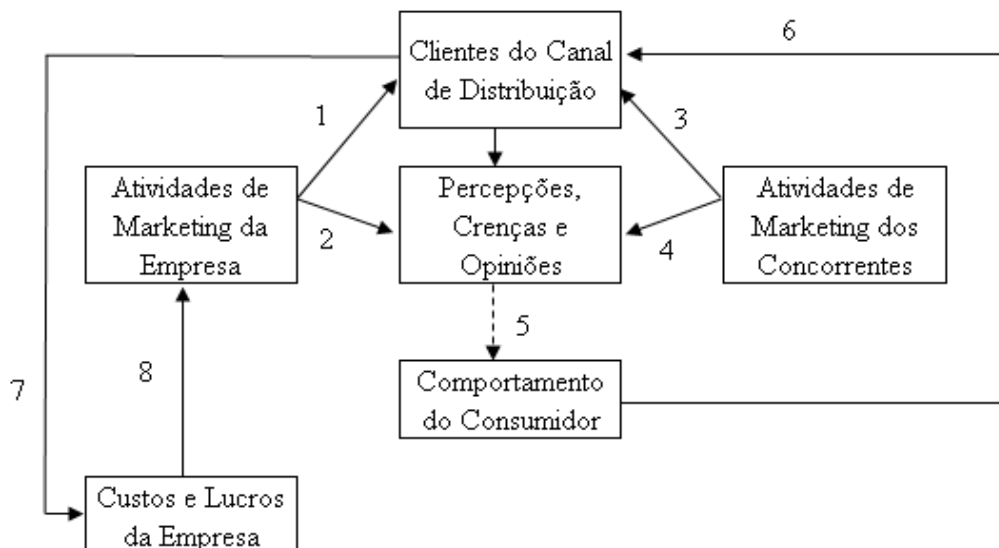 Clientes do Canal
de Distribuição
6
1
3
Atividades de
Marketing da
Empresa
2
Percepções,
Crenças e
Opiniões
4
Atividades de
Marketing dos
Concorrentes
5
7
8
Comportamento
do Consumidor
Custos e Lucros
da Empresa